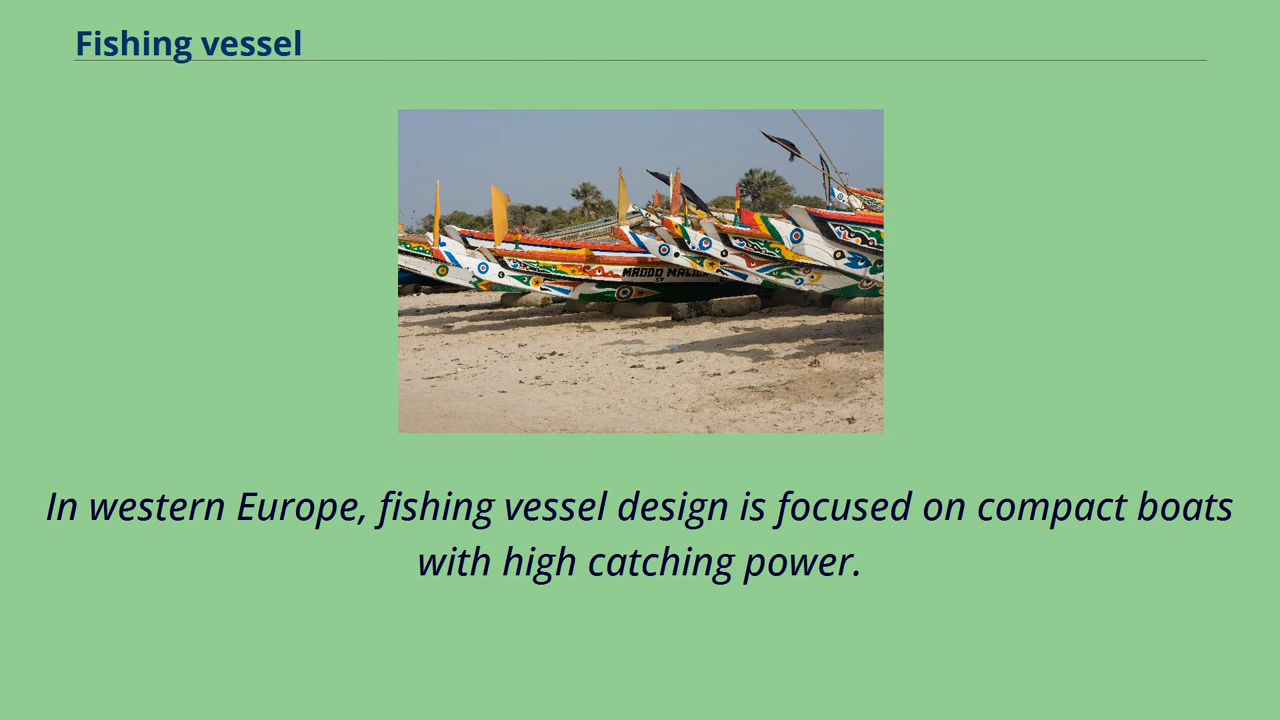 Fishing vessel
In western Europe, fishing vessel design is focused on compact boats
with high catching power.